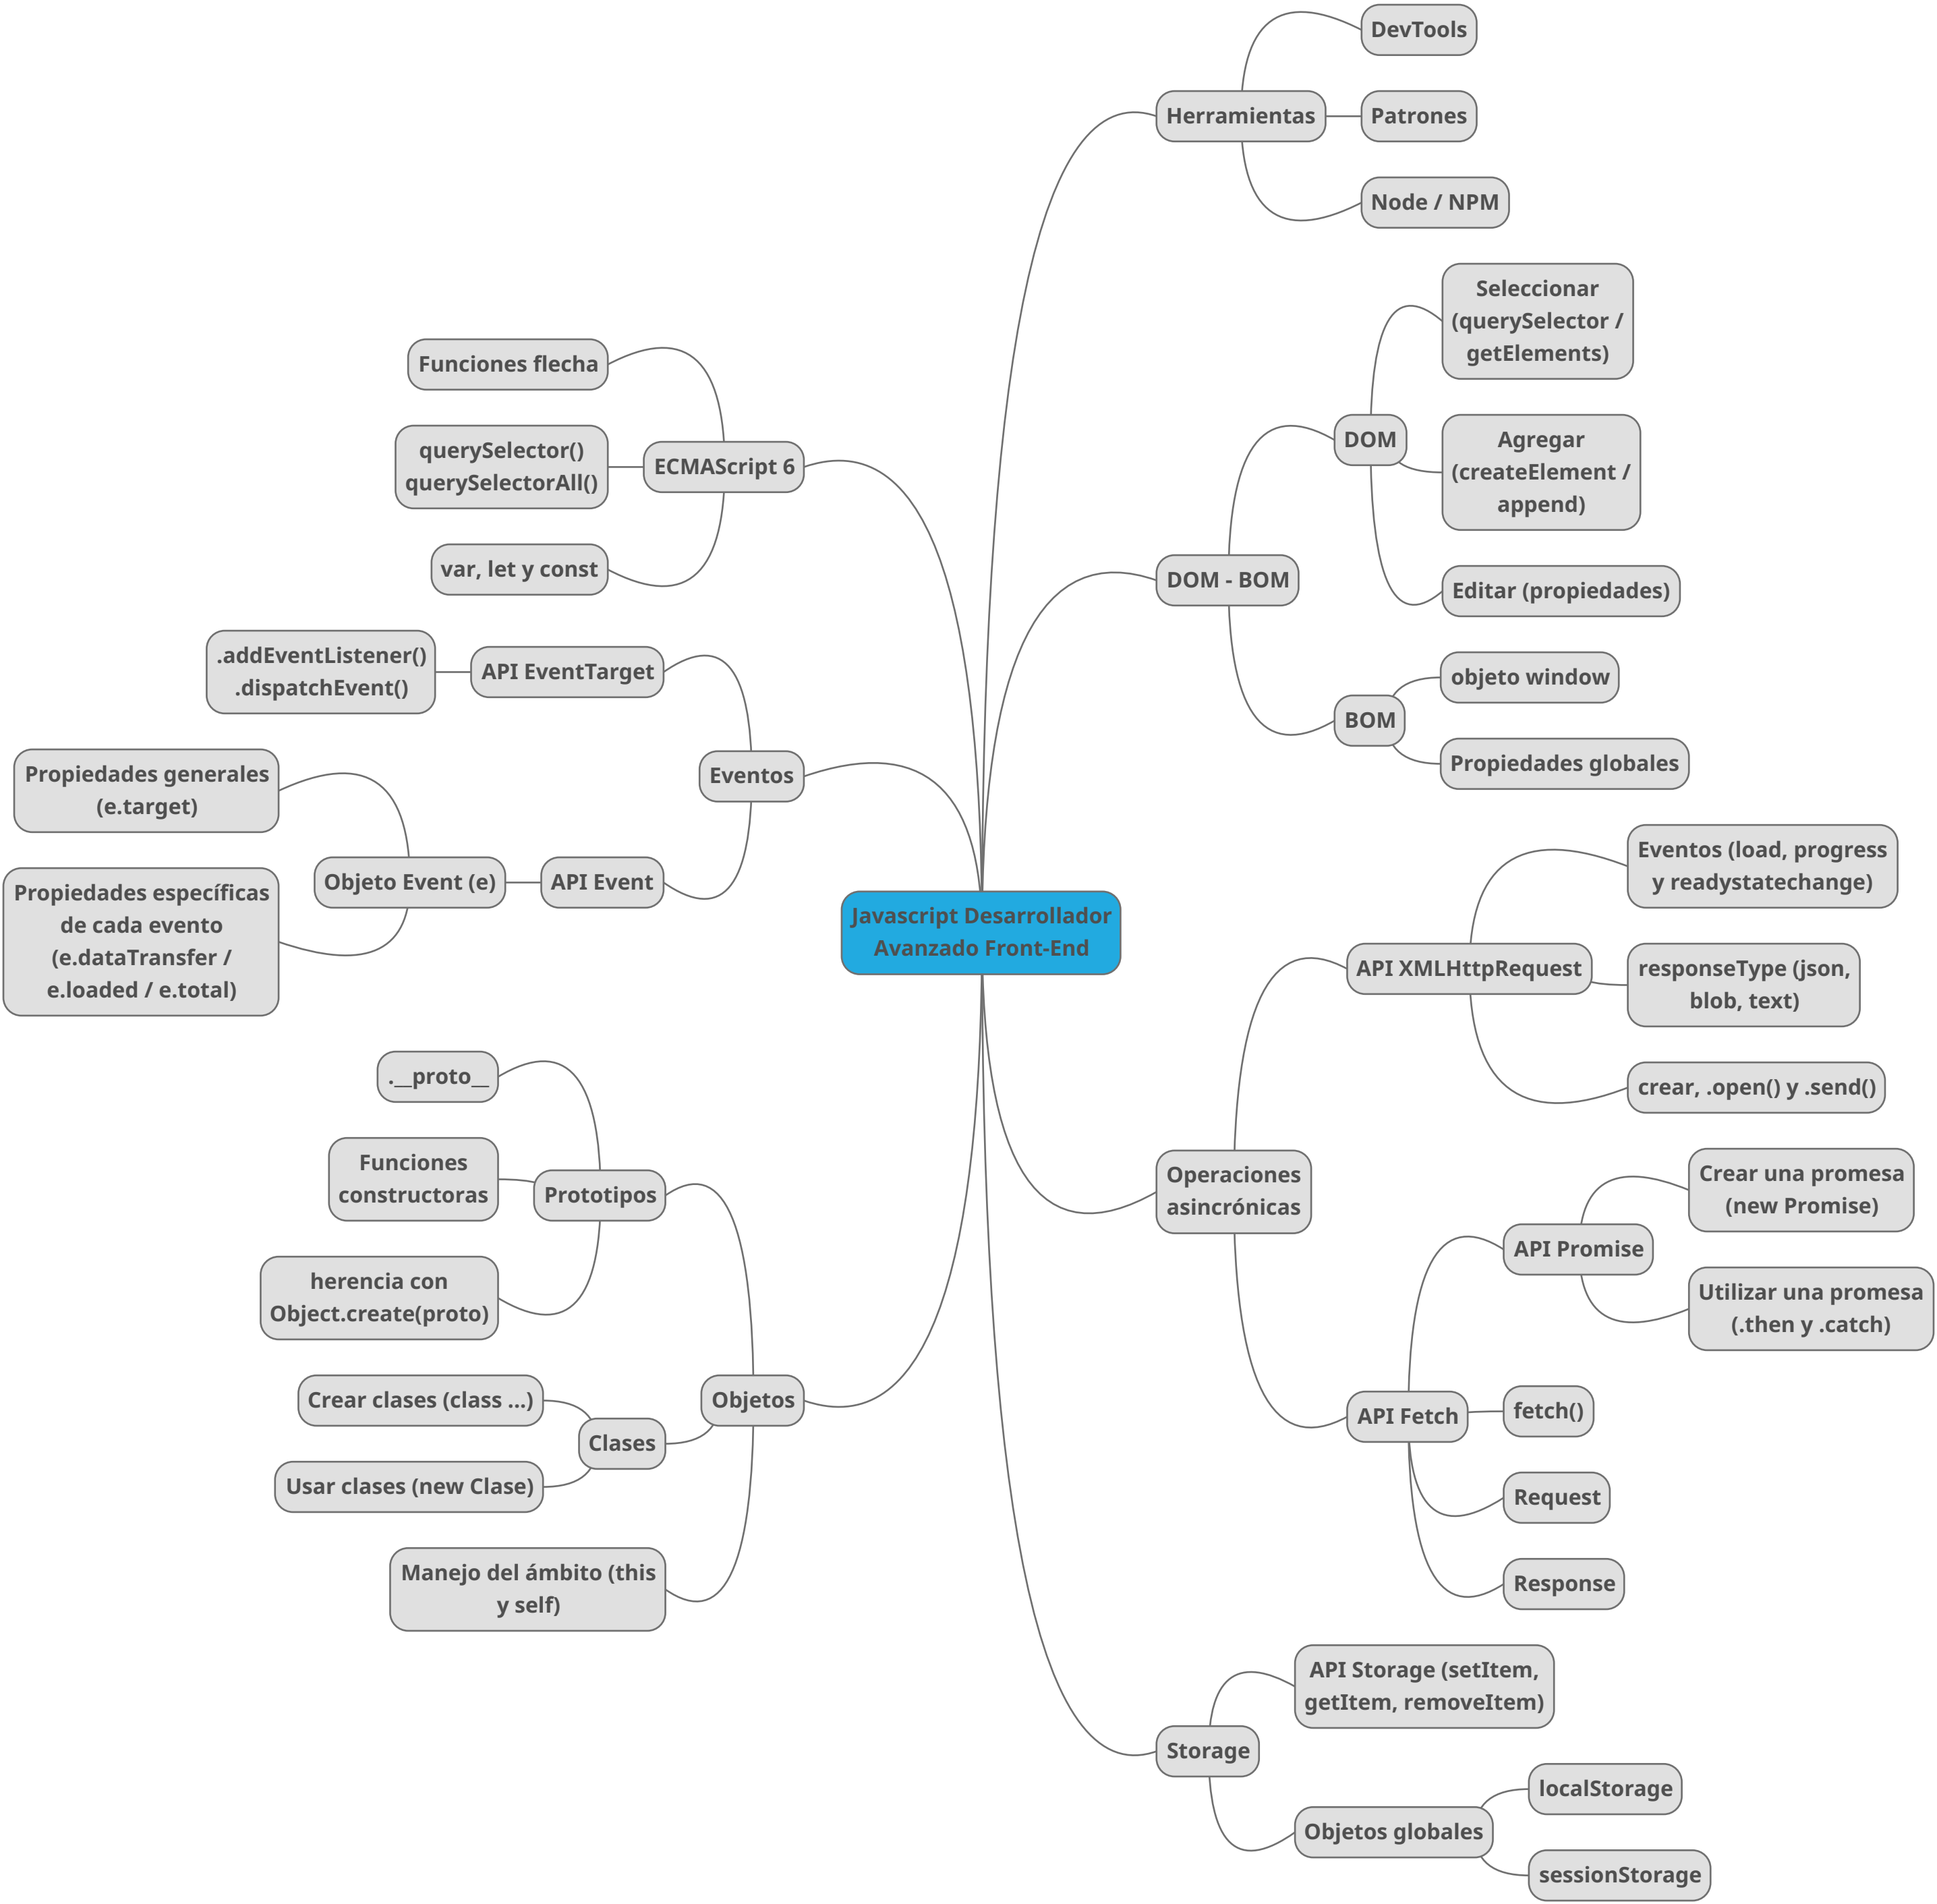 Javascript Desarrollador
Avanzado Front-End
Herramientas
DevTools
Patrones
Node / NPM
DOM - BOM
DOM
Seleccionar
(querySelector /
getElements)
Agregar
(createElement /
append)
Editar (propiedades)
BOM
objeto window
Propiedades globales
Operaciones
asincrónicas
API XMLHttpRequest
Eventos (load, progress
y readystatechange)
responseType (json,
blob, text)
crear, .open() y .send()
API Fetch
API Promise
Crear una promesa
(new Promise)
Utilizar una promesa
(.then y .catch)
fetch()
Request
Response
Storage
API Storage (setItem,
getItem, removeItem)
Objetos globales
localStorage
sessionStorage
ECMAScript 6
Funciones flecha
querySelector()
querySelectorAll()
var, let y const
Eventos
API EventTarget
.addEventListener()
.dispatchEvent()
API Event
Objeto Event (e)
Propiedades generales
(e.target)
Propiedades específicas
de cada evento
(e.dataTransfer /
e.loaded / e.total)
Objetos
Prototipos
.__proto__
Funciones
constructoras
herencia con
Object.create(proto)
Clases
Crear clases (class ...)
Usar clases (new Clase)
Manejo del ámbito (this
y self)